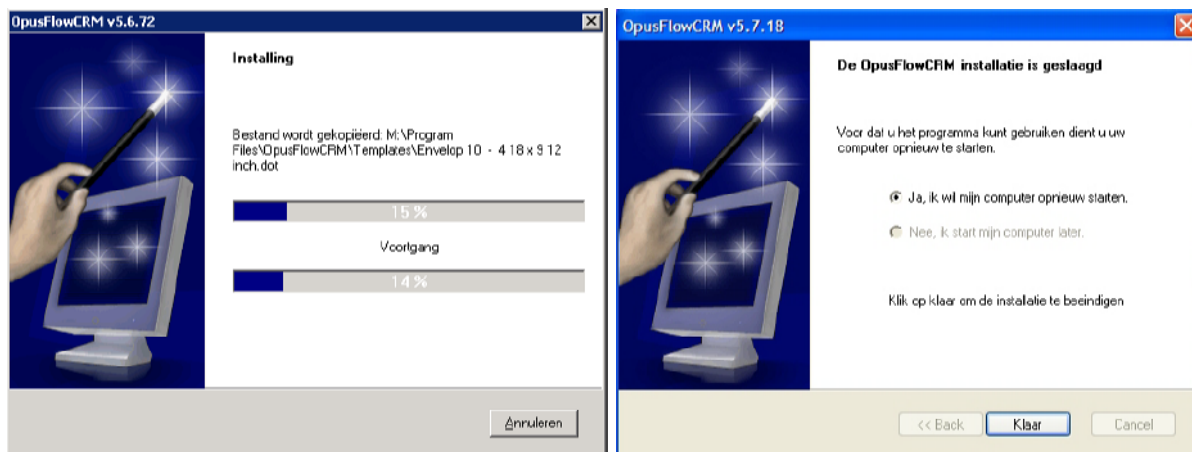 OpusFlowCRM v5.6.72
Installing
Bestand wordt gekopiëerd: M:\Program
Files\OpusFlowCRM\Templates\Envelop 10 - 4 18 x 9 12
inch.dot
15 %
Voortgang
14 %
Annuleren
OpusFlowCRM v5.7.18
De OpusFlowCRM installatie is geslaagd
Voor dat u het programma kunt gebruiken dient u uw
computer opnieuw te starten.
Ja, ik wil mijn computer opnieuw starten.
Nee, ik start mijn computer later.
Klik op klaar om de installatie te beeindigen
<< Back
Klaar
Cancel